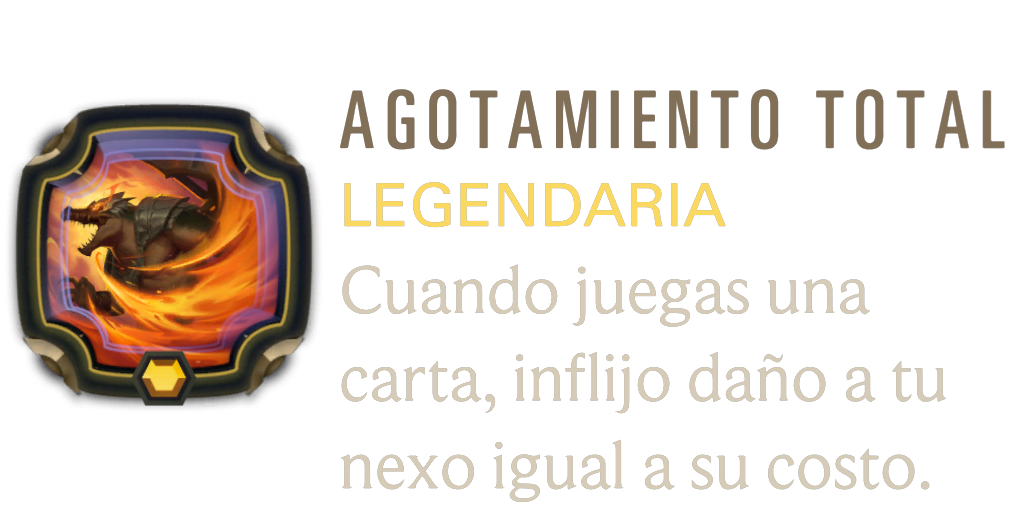 AGOTAMIENTO TOTAL
LEGENDARIA
Cuando juegas una
carta, inflijo daño a tu
nexo igual a su costo.